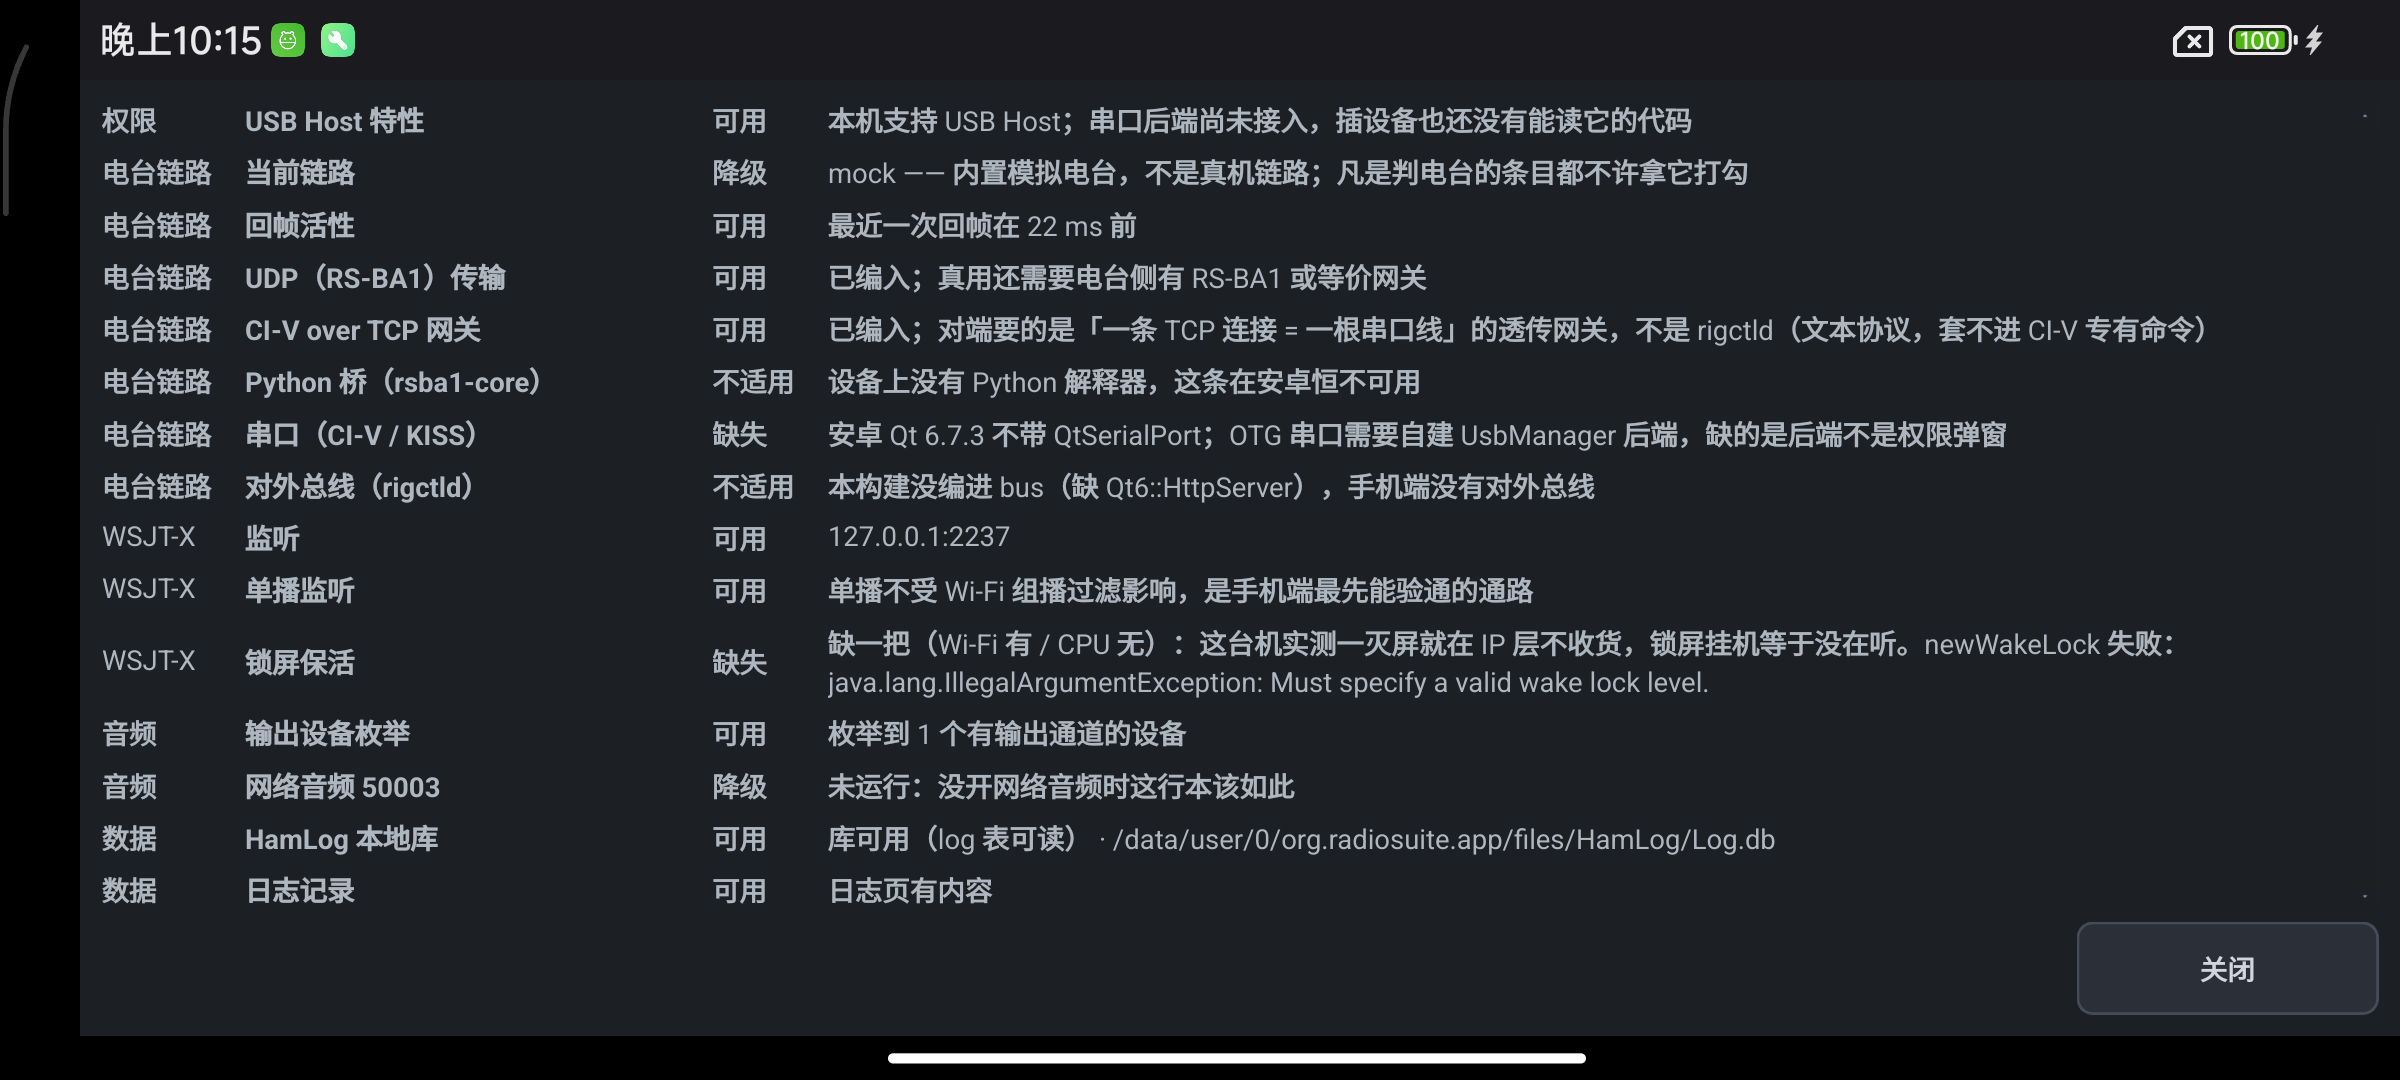 晚上10:15
100
权限 USB Host 特性 可用 本机支持 USB Host；串口后端尚未接入，插设备也还没有能读它的代码
电台链路 当前链路 降级 mock —— 内置模拟电台，不是真机链路；凡是判电台的条目都不许拿它打勾
电台链路 回帧活性 可用 最近一次回帧在 22 ms 前
电台链路 UDP（RS-BA1）传输 可用 已编入；真用还需要电台侧有 RS-BA1 或等价网关
电台链路 CI-V over TCP 网关 可用 已编入；对端要的是「一条 TCP 连接 = 一根串口线」的透传网关，不是 rigctld（文本协议，套不进 CI-V 专有命令）
电台链路 Python 桥（rsba1-core） 不适用 设备上没有 Python 解释器，这条在安卓恒不可用
电台链路 串口（CI-V / KISS） 缺失 安卓 Qt 6.7.3 不带 QtSerialPort；OTG 串口需要自建 UsbManager 后端，缺的是后端不是权限弹窗
电台链路 对外总线（rigctld） 不适用 本构建没编进 bus（缺 Qt6::HttpServer），手机端没有对外总线
WSJT-X 监听 可用 127.0.0.1:2237
WSJT-X 单播监听 可用 单播不受 Wi-Fi 组播过滤影响，是手机端最先能验通的通路
WSJT-X 锁屏保活 缺失 缺一把（Wi-Fi 有 / CPU 无）：这台机实测一灭屏就在 IP 层不收货，锁屏挂机等于没在听。newWakeLock 失败：
java.lang.IllegalArgumentException: Must specify a valid wake lock level.
音频 输出设备枚举 可用 枚举到 1 个有输出通道的设备
音频 网络音频 50003 降级 未运行：没开网络音频时这行本该如此
数据 HamLog 本地库 可用 库可用（log 表可读） · /data/user/0/org.radiosuite.app/files/HamLog/Log.db
数据 日志记录 可用 日志页有内容
关闭